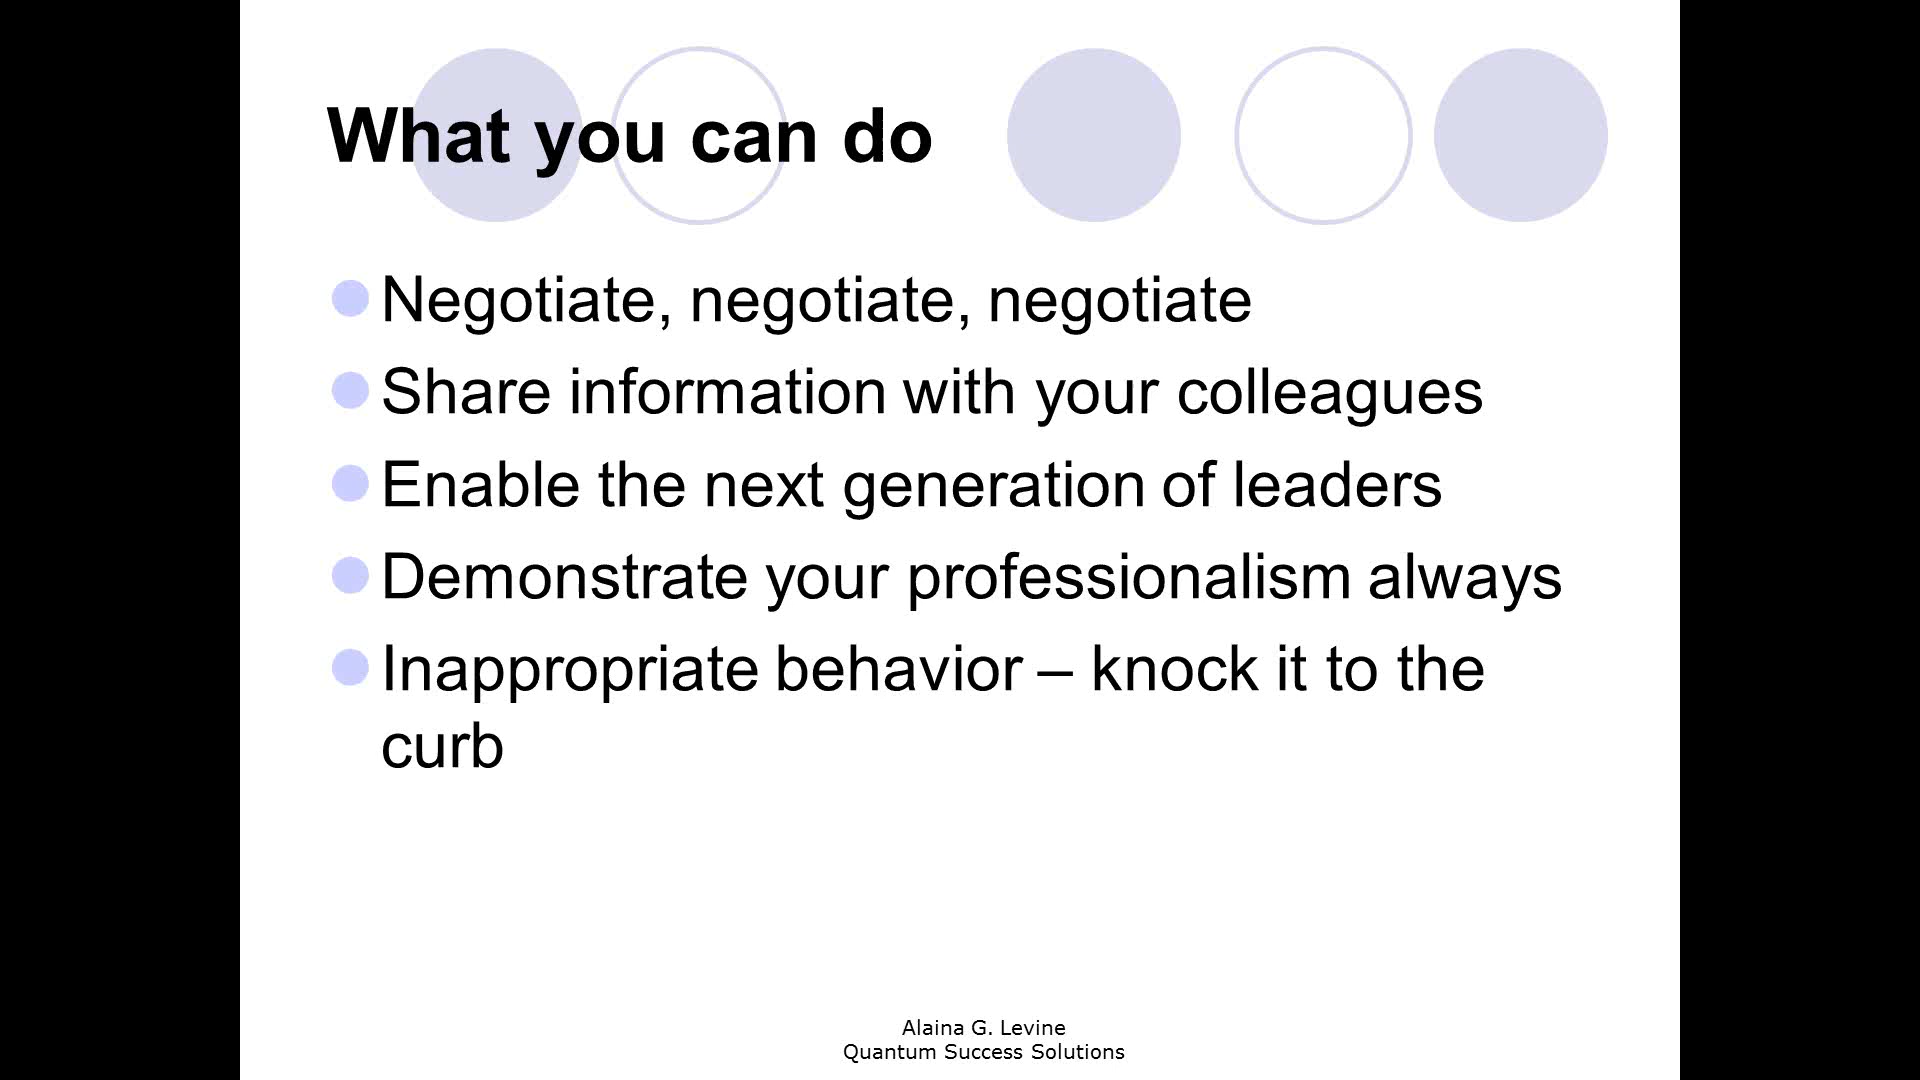 What you can do
Negotiate, negotiate, negotiate
Share information with your colleagues
Enable the next generation of leaders
Demonstrate your professionalism always
Inappropriate behavior – knock it to the
curb
Alaina G. Levine
Quantum Success Solutions